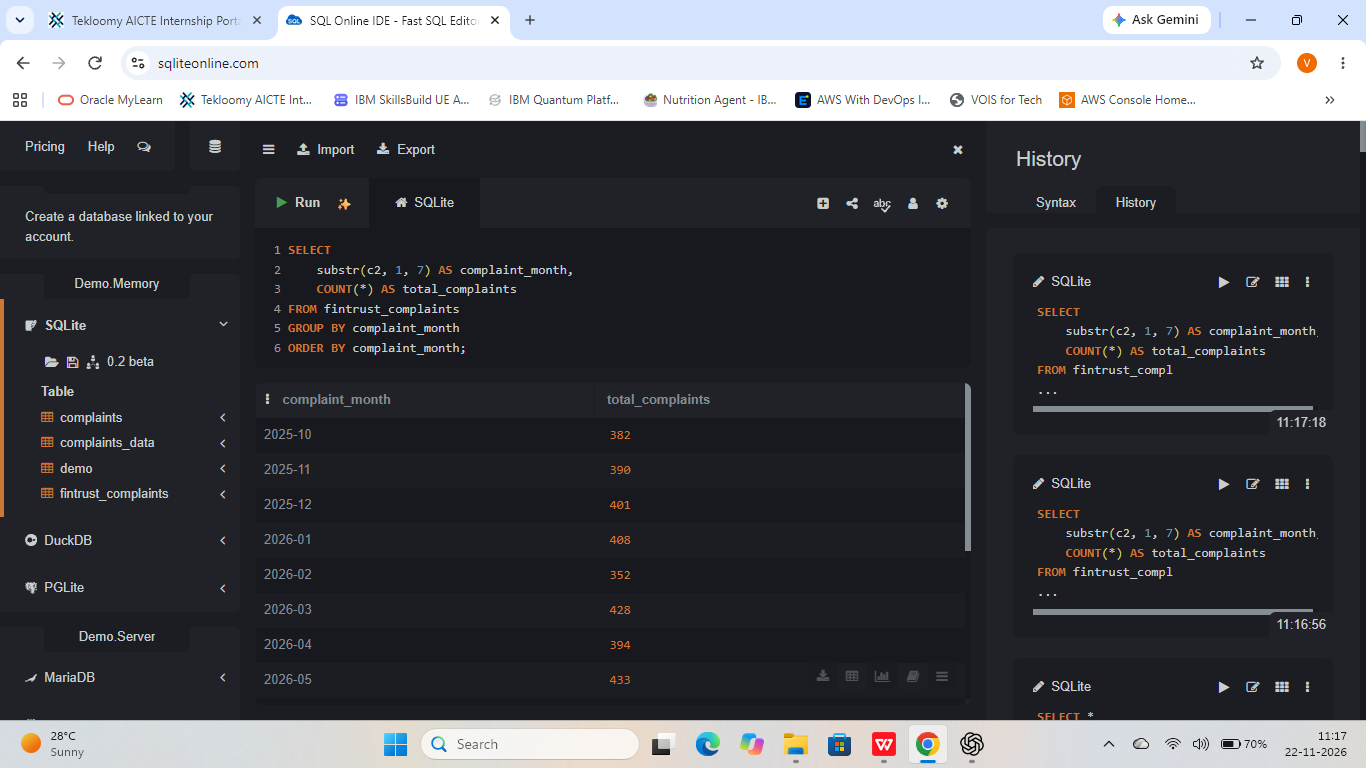 Tekloomy AICTE Internship Porta
SQL Online IDE - Fast SQL Editor
Ask Gemini
sqliteonline.com
V
Oracle MyLearn
Tekloomy AICTE Int...
IBM SkillsBuild UE A...
IBM Quantum Platf...
Nutrition Agent - IB...
AWS With DevOps I...
VOIS for Tech
AWS Console Home...
Pricing
Help
Create a database linked to your
account.
Demo.Memory
SQLite
0.2 beta
Table
complaints
complaints_data
demo
fintrust_complaints
DuckDB
PGLite
Demo.Server
MariaDB
Import
Export
Run
SQLite
abc
1 SELECT
2 substr(c2, 1, 7) AS complaint_month,
3 COUNT(*) AS total_complaints
4 FROM fintrust_complaints
5 GROUP BY complaint_month
6 ORDER BY complaint_month;
complaint_month total_complaints
2025-10 382
2025-11 390
2025-12 401
2026-01 408
2026-02 352
2026-03 428
2026-04 394
2026-05 433
History
Syntax
History
SQLite
SELECT
substr(c2, 1, 7) AS complaint_month,
COUNT(*) AS total_complaints
FROM fintrust_compl
...
11:17:18
SQLite
SELECT
substr(c2, 1, 7) AS complaint_month,
COUNT(*) AS total_complaints
FROM fintrust_compl
...
11:16:56
SQLite
SELECT *
28°C
Sunny
Search
70%
11:17
22-11-2026